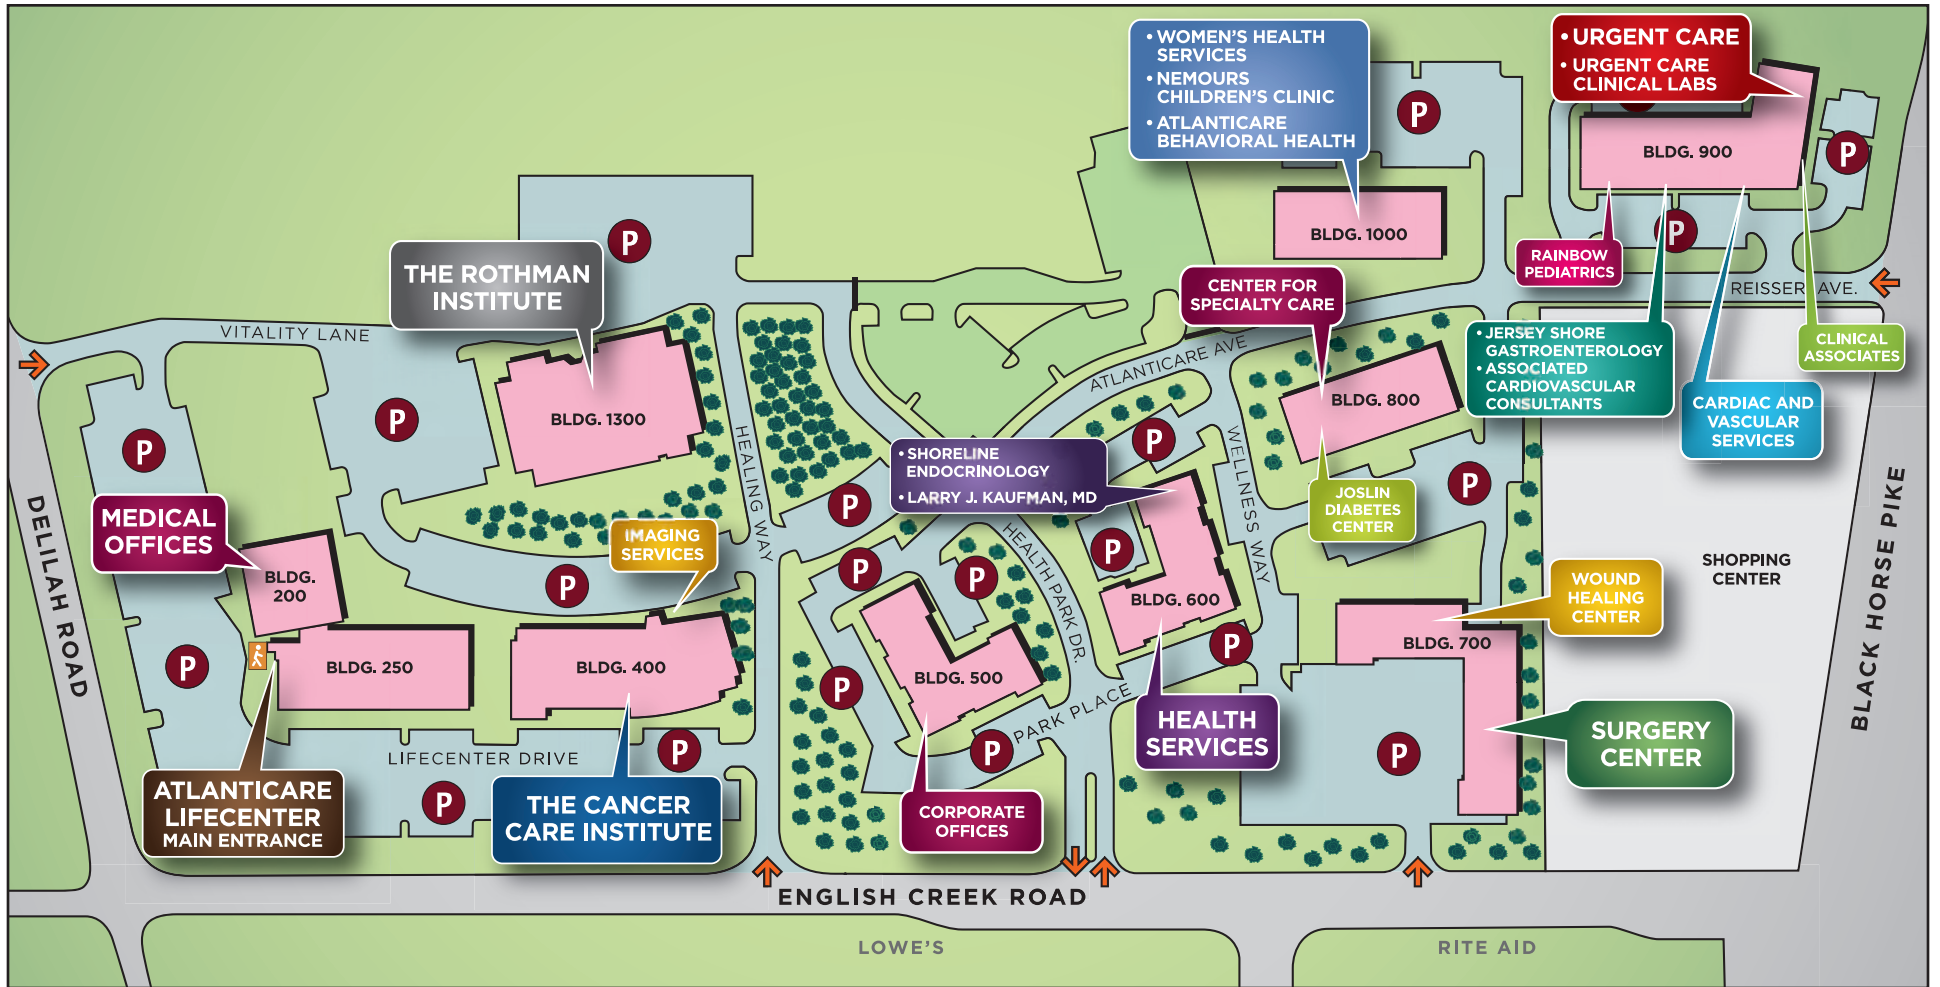 • WOMEN'S HEALTH
SERVICES
• NEMOURS
CHILDREN'S CLINIC
• ATLANTICARE
BEHAVIORAL HEALTH
• URGENT CARE
• URGENT CARE
CLINICAL LABS
P
BLDG. 900
P
P
BLDG. 1000
P
RAINBOW
PEDIATRICS
REISSER AVE.
THE ROTHMAN
INSTITUTE
CENTER FOR
SPECIALTY CARE
VITALITY LANE
• JERSEY SHORE
GASTROENTEROLOGY
• ASSOCIATED
CARDIOVASCULAR
CONSULTANTS
CLINICAL
ASSOCIATES
ATLANTICARE AVE
BLDG. 800
CARDIAC AND
VASCULAR
SERVICES
P
BLDG. 1300
P
HEALING WAY
P
WELLNESS WAY
• SHORELINE
ENDOCRINOLOGY
• LARRY J. KAUFMAN, MD
P
P
JOSLIN
DIABETES
CENTER
DELILAH ROAD
MEDICAL
OFFICES
IMAGING
SERVICES
HEALTH PARK DR.
P
BLACK HORSE PIKE
SHOPPING
CENTER
BLDG.
200
P
P
P
BLDG. 600
WOUND
HEALING
CENTER
P
BLDG. 250
BLDG. 400
P
BLDG. 500
P
BLDG. 700
PARK PLACE
HEALTH
SERVICES
SURGERY
CENTER
LIFECENTER DRIVE
P
P
P
ATLANTICARE
LIFECENTER
MAIN ENTRANCE
P
THE CANCER
CARE INSTITUTE
CORPORATE
OFFICES
ENGLISH CREEK ROAD
LOWE'S
RITE AID